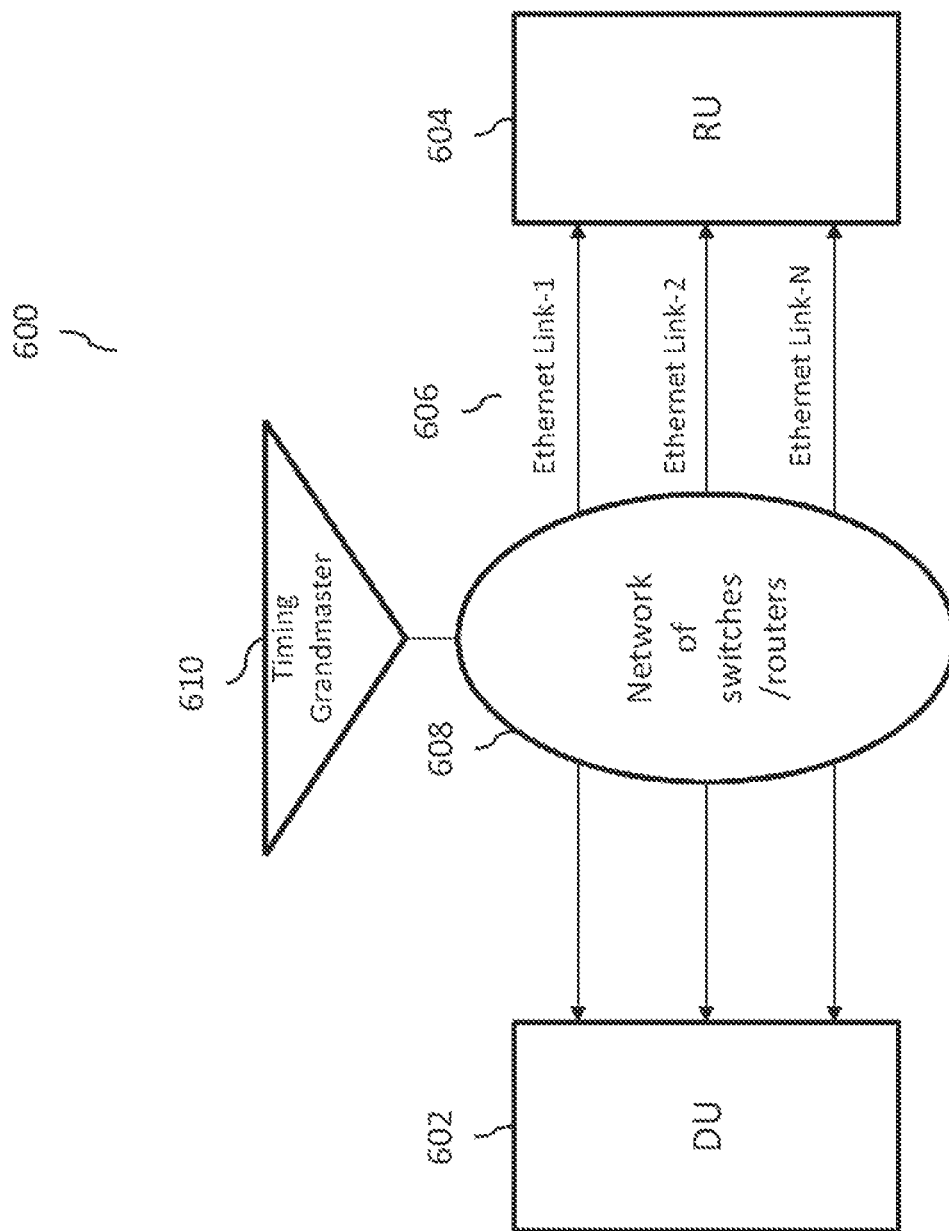 600
610
Timing
Grandmaster
602
DU
608
Network
of
switches
/routers
606
Ethernet Link-1
Ethernet Link-2
Ethernet Link-N
604
RU